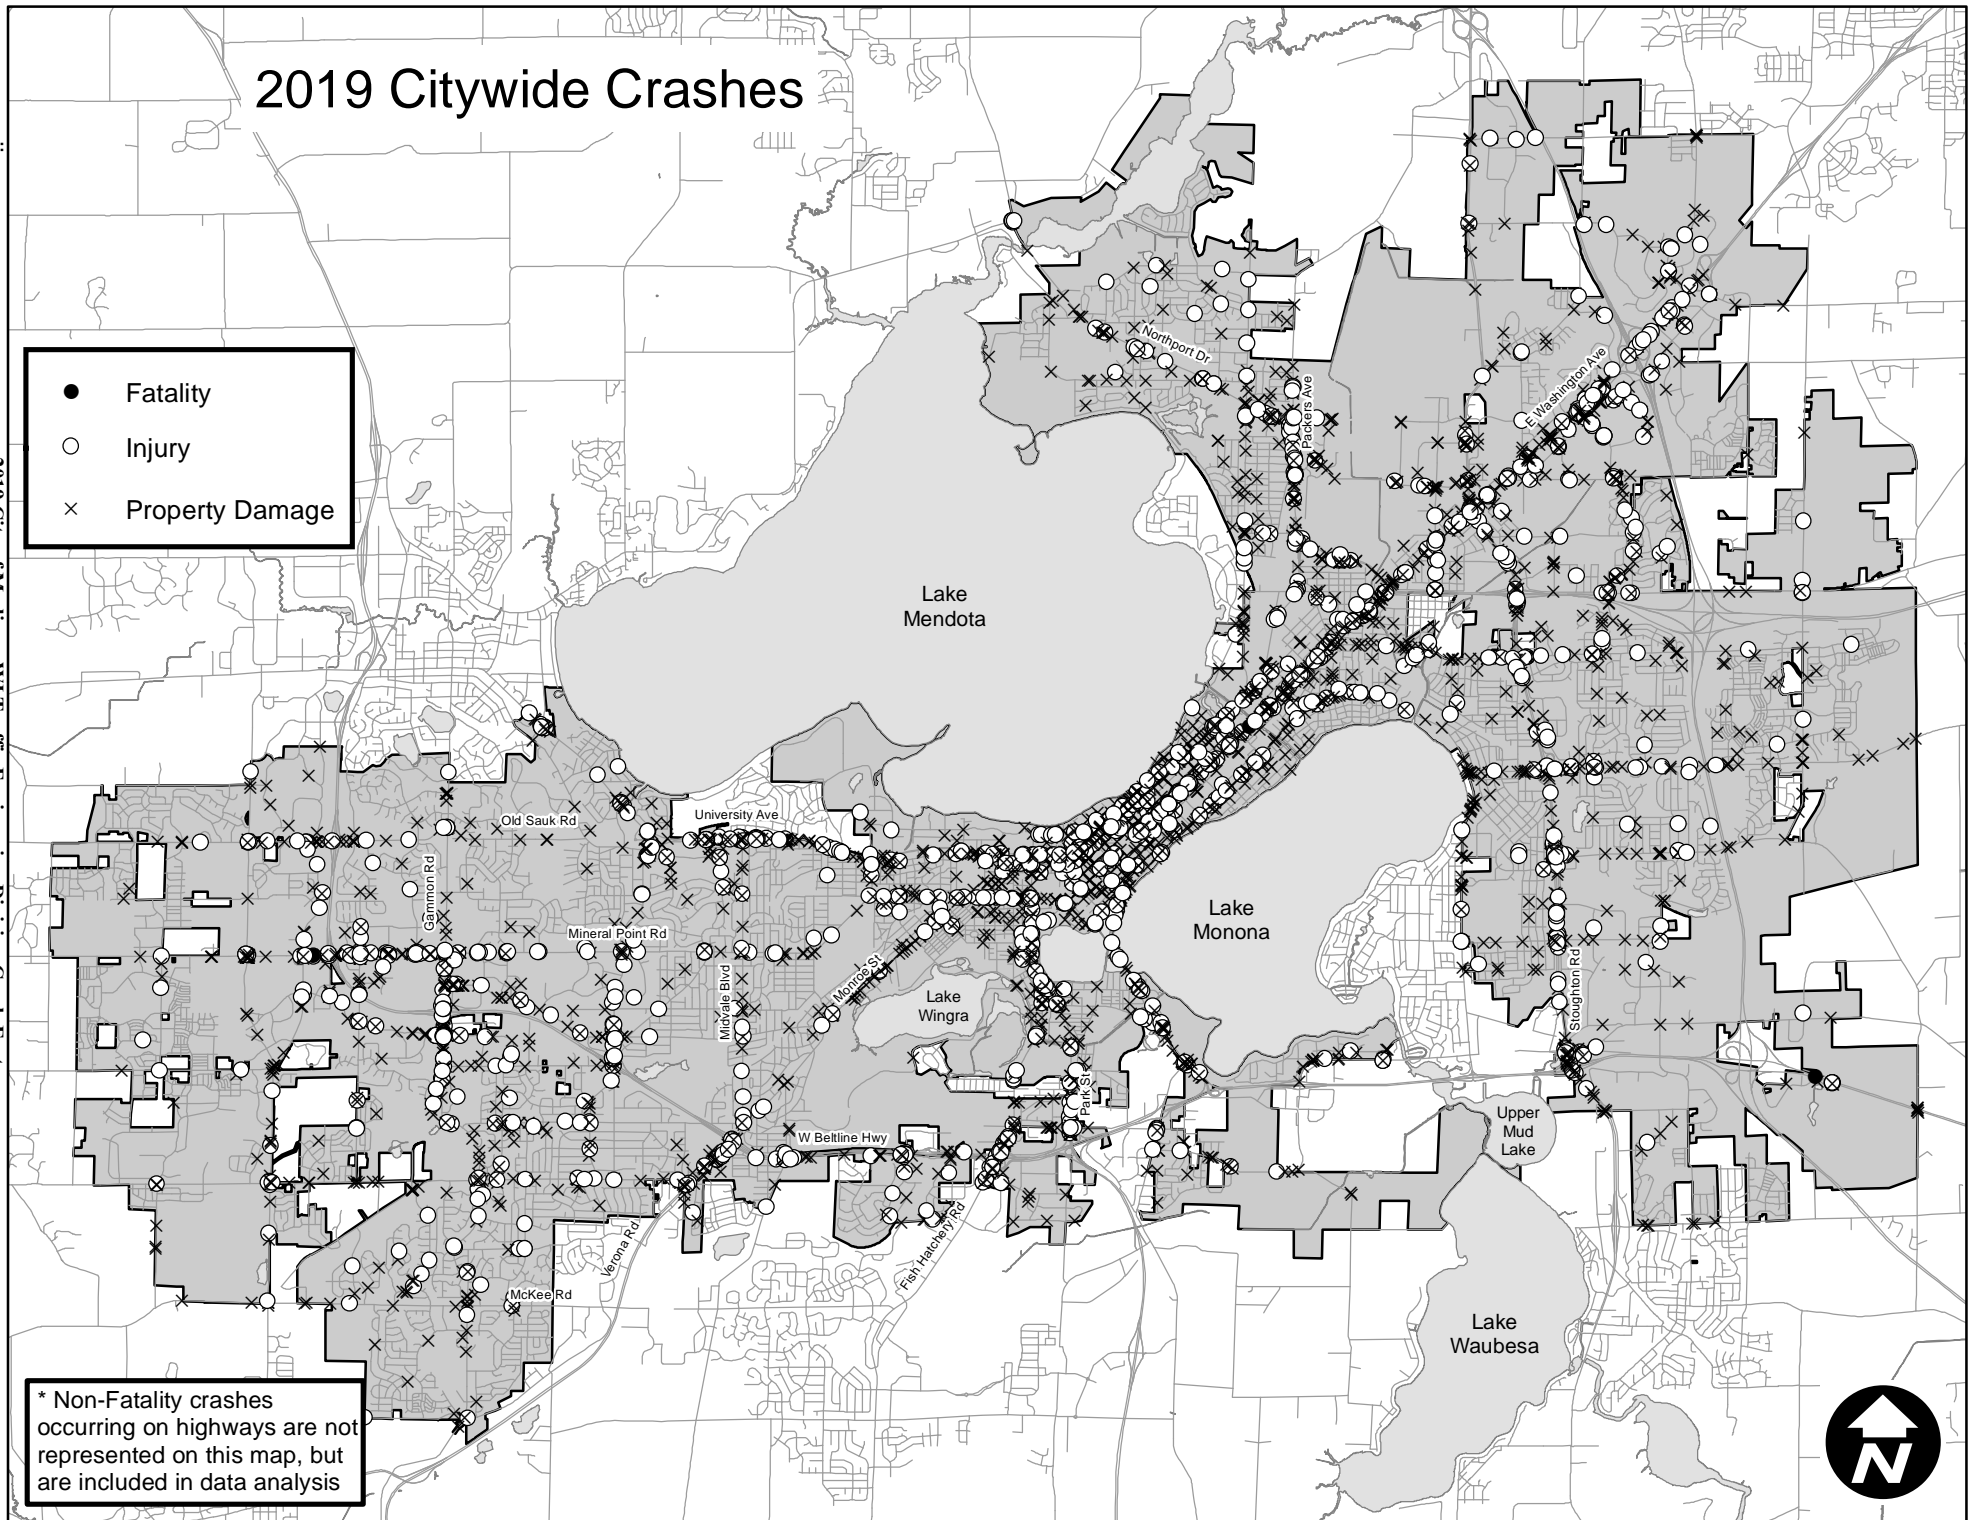 2019 Citywide Crashes
Fatality
Injury
Property Damage
Northport Dr
Packers Ave
E Washington Ave
Lake
Mendota
Old Sauk Rd
University Ave
Gammon Rd
Mineral Point Rd
Midvale Blvd
Monroe St
Lake
Wingra
Lake
Monona
Stoughton Rd
Park St
W Beltline Hwy
Upper
Mud
Lake
Verona Rd
Fish Hatchery Rd
McKee Rd
Lake
Waubesa
* Non-Fatality crashes
occurring on highways are not
represented on this map, but
are included in data analysis
N